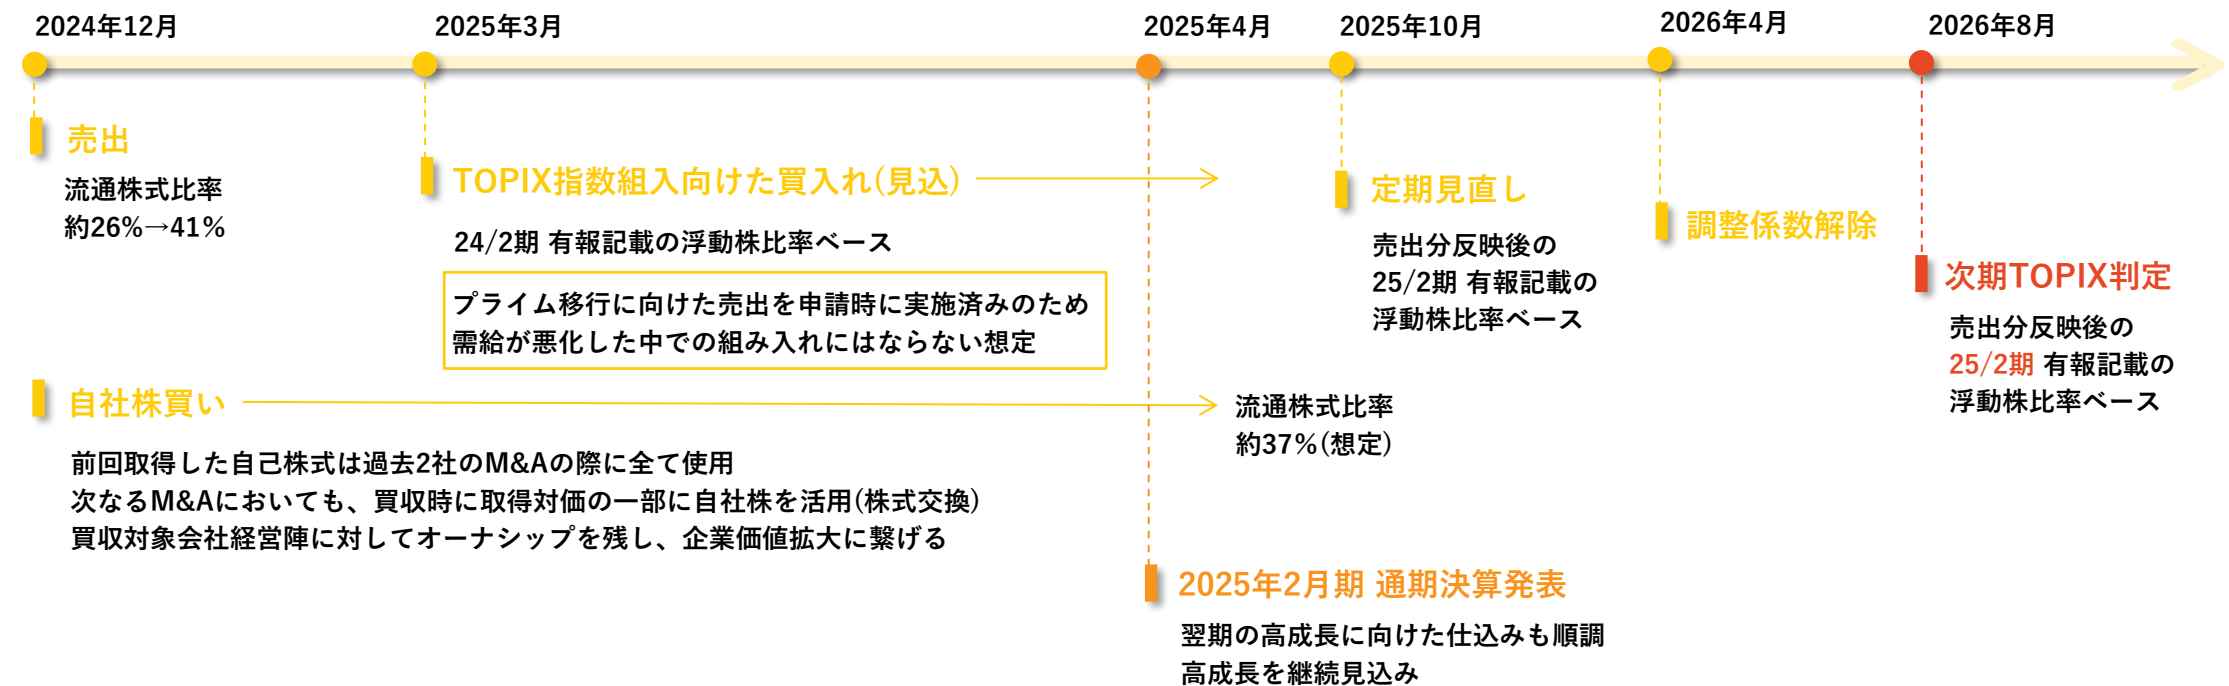 2024年12月
2025年3月
2025年4月
2025年10月
2026年4月
2026年8月
売出
流通株式比率
約26%→41%
TOPIX指数組入向けた買入れ(見込)
24/2期 有報記載の浮動株比率ベース
プライム移行に向けた売出を申請時に実施済みのため
需給が悪化した中での組み入れにはならない想定
定期見直し
売出分反映後の
25/2期 有報記載の
浮動株比率ベース
調整係数解除
次期TOPIX判定
売出分反映後の
25/2期 有報記載の
浮動株比率ベース
自社株買い
流通株式比率
約37%(想定)
前回取得した自己株式は過去2社のM&Aの際に全て使用
次なるM&Aにおいても、買収時に取得対価の一部に自社株を活用(株式交換)
買収対象会社経営陣に対してオーナシップを残し、企業価値拡大に繋げる
2025年2月期 通期決算発表
翌期の高成長に向けた仕込みも順調
高成長を継続見込み